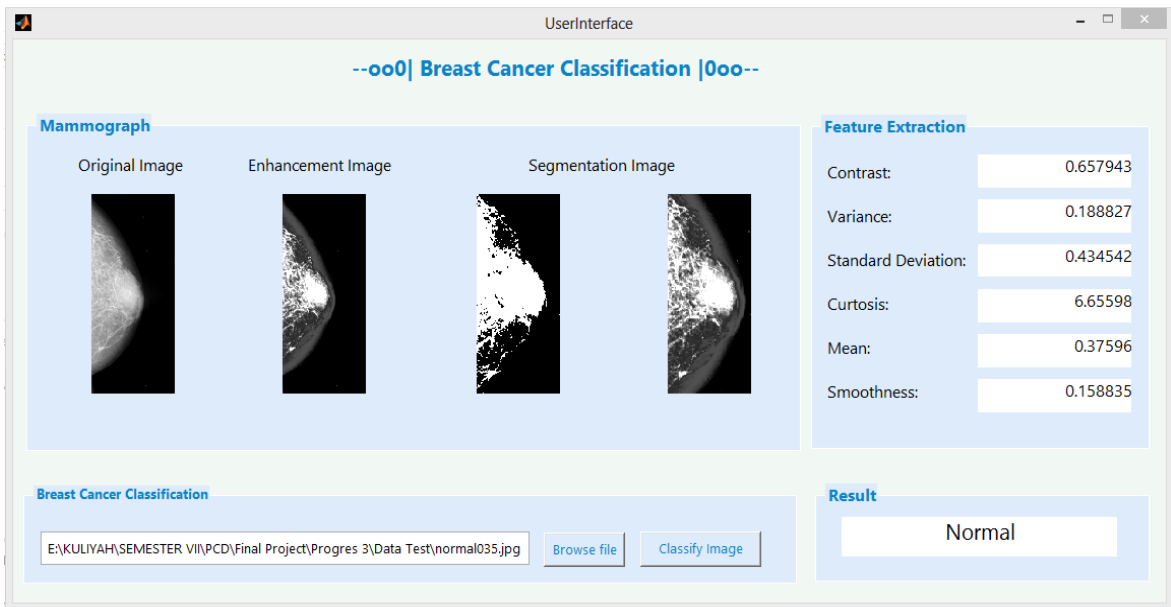 UserInterface
--oo0| Breast Cancer Classification |0oo--
Mammograph
Original Image
Enhancement Image
Segmentation Image
Feature Extraction
Contrast: 0.657943
Variance: 0.188827
Standard Deviation: 0.434542
Curtosis: 6.65598
Mean: 0.37596
Smoothness: 0.158835
Breast Cancer Classification
E:\KULIYAH\SEMESTER VII\PCD\Final Project\Progres 3\Data Test\normal035.jpg
Browse file
Classify Image
Result
Normal